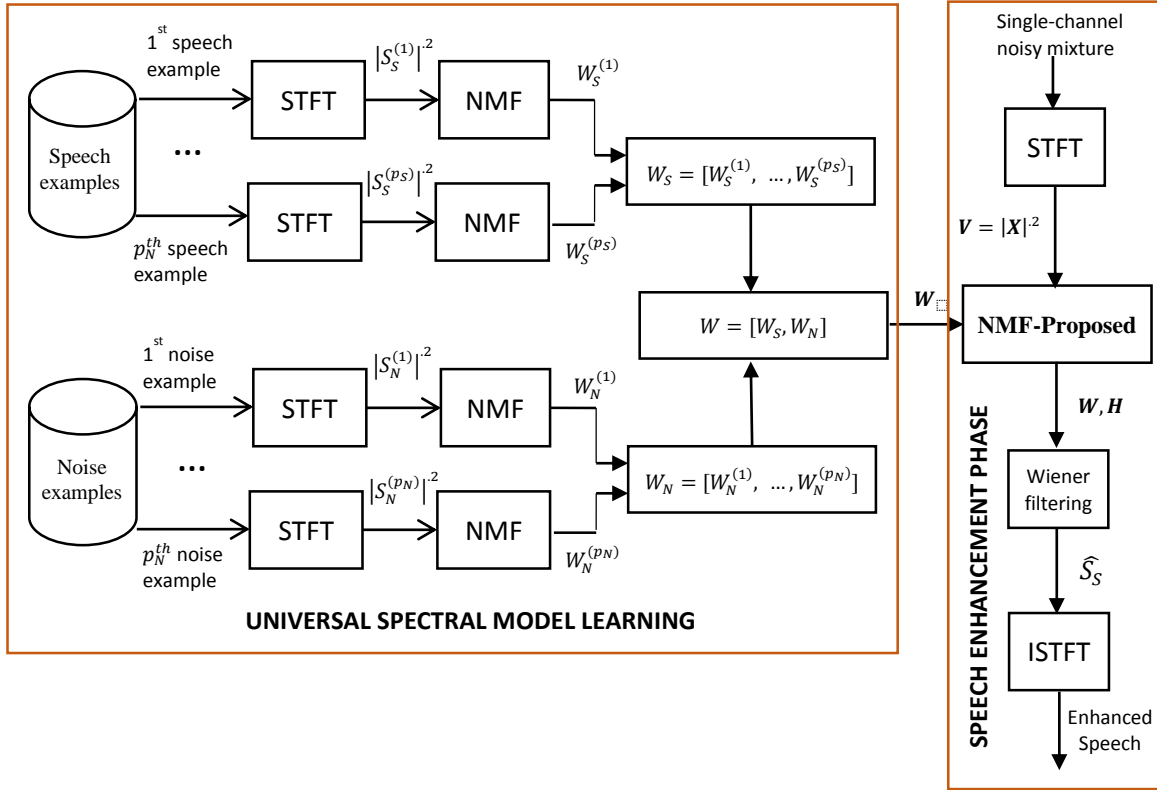 1st speech
example
|S_S^(1)|^.2
W_S^(1)
STFT
NMF
Speech
examples
...
|S_S^(p_S)|^.2
STFT
NMF
W_S = [W_S^(1), …, W_S^(p_S)]
p_N^th speech
example
W_S^(p_S)
W = [W_S, W_N]
W
1st noise
example
|S_N^(1)|^.2
W_N^(1)
STFT
NMF
Noise
examples
...
|S_N^(p_N)|^.2
STFT
NMF
W_N = [W_N^(1), …, W_N^(p_N)]
p_N^th noise
example
W_N^(p_N)
UNIVERSAL SPECTRAL MODEL LEARNING
Single-channel
noisy mixture
STFT
V = |X|^.2
NMF-Proposed
W, H
Wiener
filtering
Ŝ_S
ISTFT
Enhanced
Speech
SPEECH ENHANCEMENT PHASE